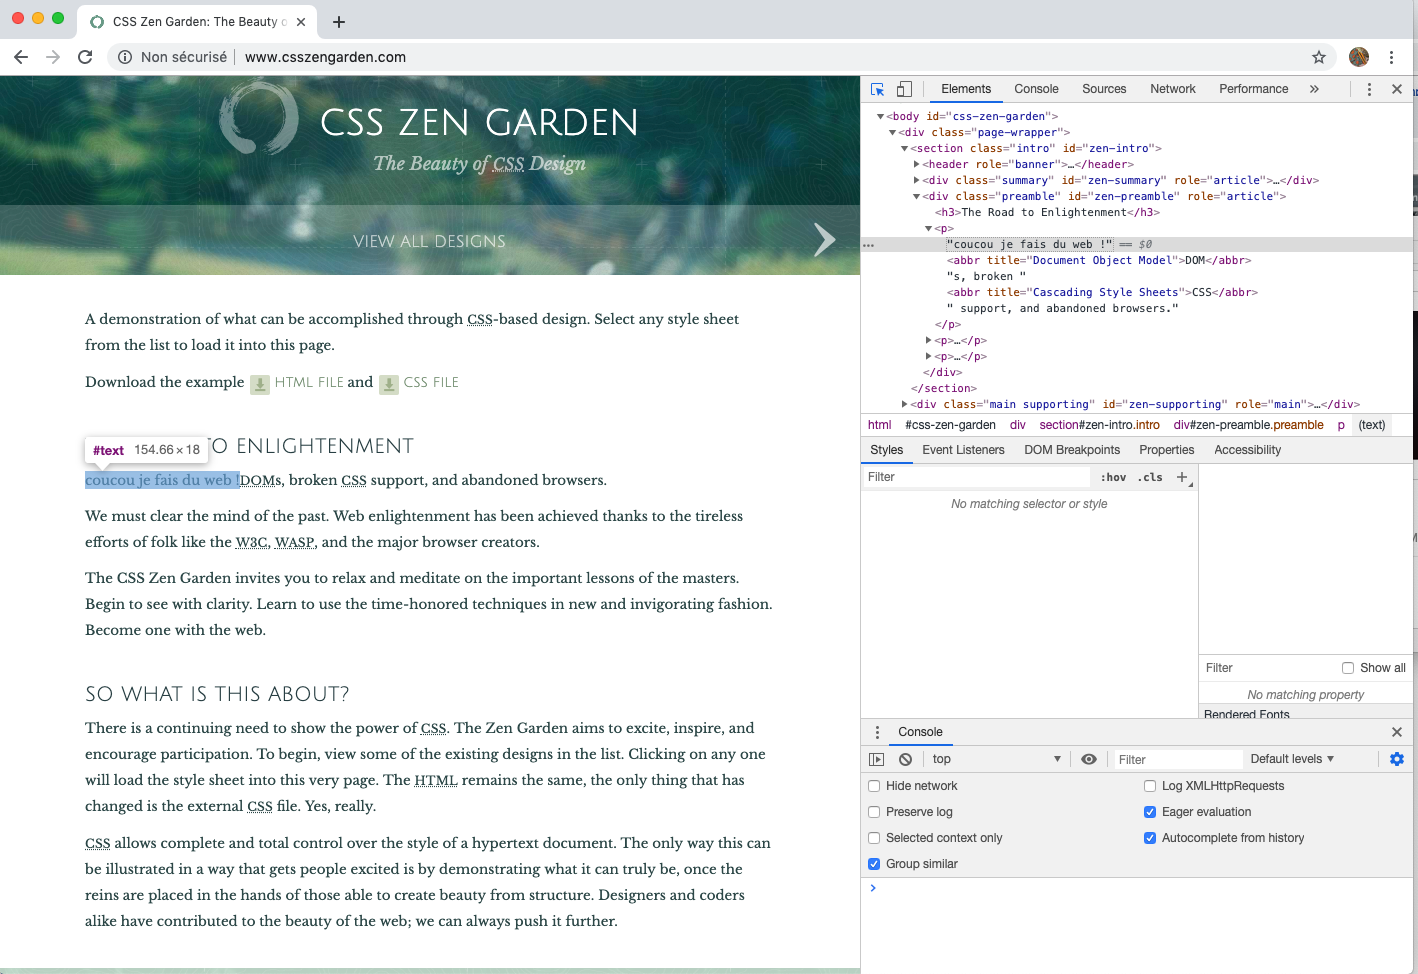 CSS Zen Garden: The Beauty o
Non sécurisé
www.csszengarden.com
CSS ZEN GARDEN
The Beauty of CSS Design
VIEW ALL DESIGNS
A demonstration of what can be accomplished through CSS-based design. Select any style sheet
from the list to load it into this page.
Download the example HTML FILE and CSS FILE
#text 154.66×18
TO ENLIGHTENMENT
coucou je fais du web !DOMs, broken CSS support, and abandoned browsers.
We must clear the mind of the past. Web enlightenment has been achieved thanks to the tireless
efforts of folk like the W3C, WASP, and the major browser creators.
The CSS Zen Garden invites you to relax and meditate on the important lessons of the masters.
Begin to see with clarity. Learn to use the time-honored techniques in new and invigorating fashion.
Become one with the web.
SO WHAT IS THIS ABOUT?
There is a continuing need to show the power of CSS. The Zen Garden aims to excite, inspire, and
encourage participation. To begin, view some of the existing designs in the list. Clicking on any one
will load the style sheet into this very page. The HTML remains the same, the only thing that has
changed is the external CSS file. Yes, really.
CSS allows complete and total control over the style of a hypertext document. The only way this can
be illustrated in a way that gets people excited is by demonstrating what it can truly be, once the
reins are placed in the hands of those able to create beauty from structure. Designers and coders
alike have contributed to the beauty of the web; we can always push it further.
Elements Console Sources Network Performance »
<body id="css-zen-garden">
<div class="page-wrapper">
<section class="intro" id="zen-intro">
<header role="banner">…</header>
<div class="summary" id="zen-summary" role="article">…</div>
<div class="preamble" id="zen-preamble" role="article">
<h3>The Road to Enlightenment</h3>
<p>
"coucou je fais du web !" == $0
<abbr title="Document Object Model">DOM</abbr>
"s, broken "
<abbr title="Cascading Style Sheets">CSS</abbr>
" support, and abandoned browsers."
</p>
<p>…</p>
<p>…</p>
</div>
</section>
<div class="main supporting" id="zen-supporting" role="main">…</div>
html #css-zen-garden div section#zen-intro.intro div#zen-preamble.preamble p (text)
Styles Event Listeners DOM Breakpoints Properties Accessibility
Filter :hov .cls +
No matching selector or style
Filter Show all
No matching property
Rendered Fonts
Console
top Filter Default levels
Hide network Log XMLHttpRequests
Preserve log Eager evaluation
Selected context only Autocomplete from history
Group similar